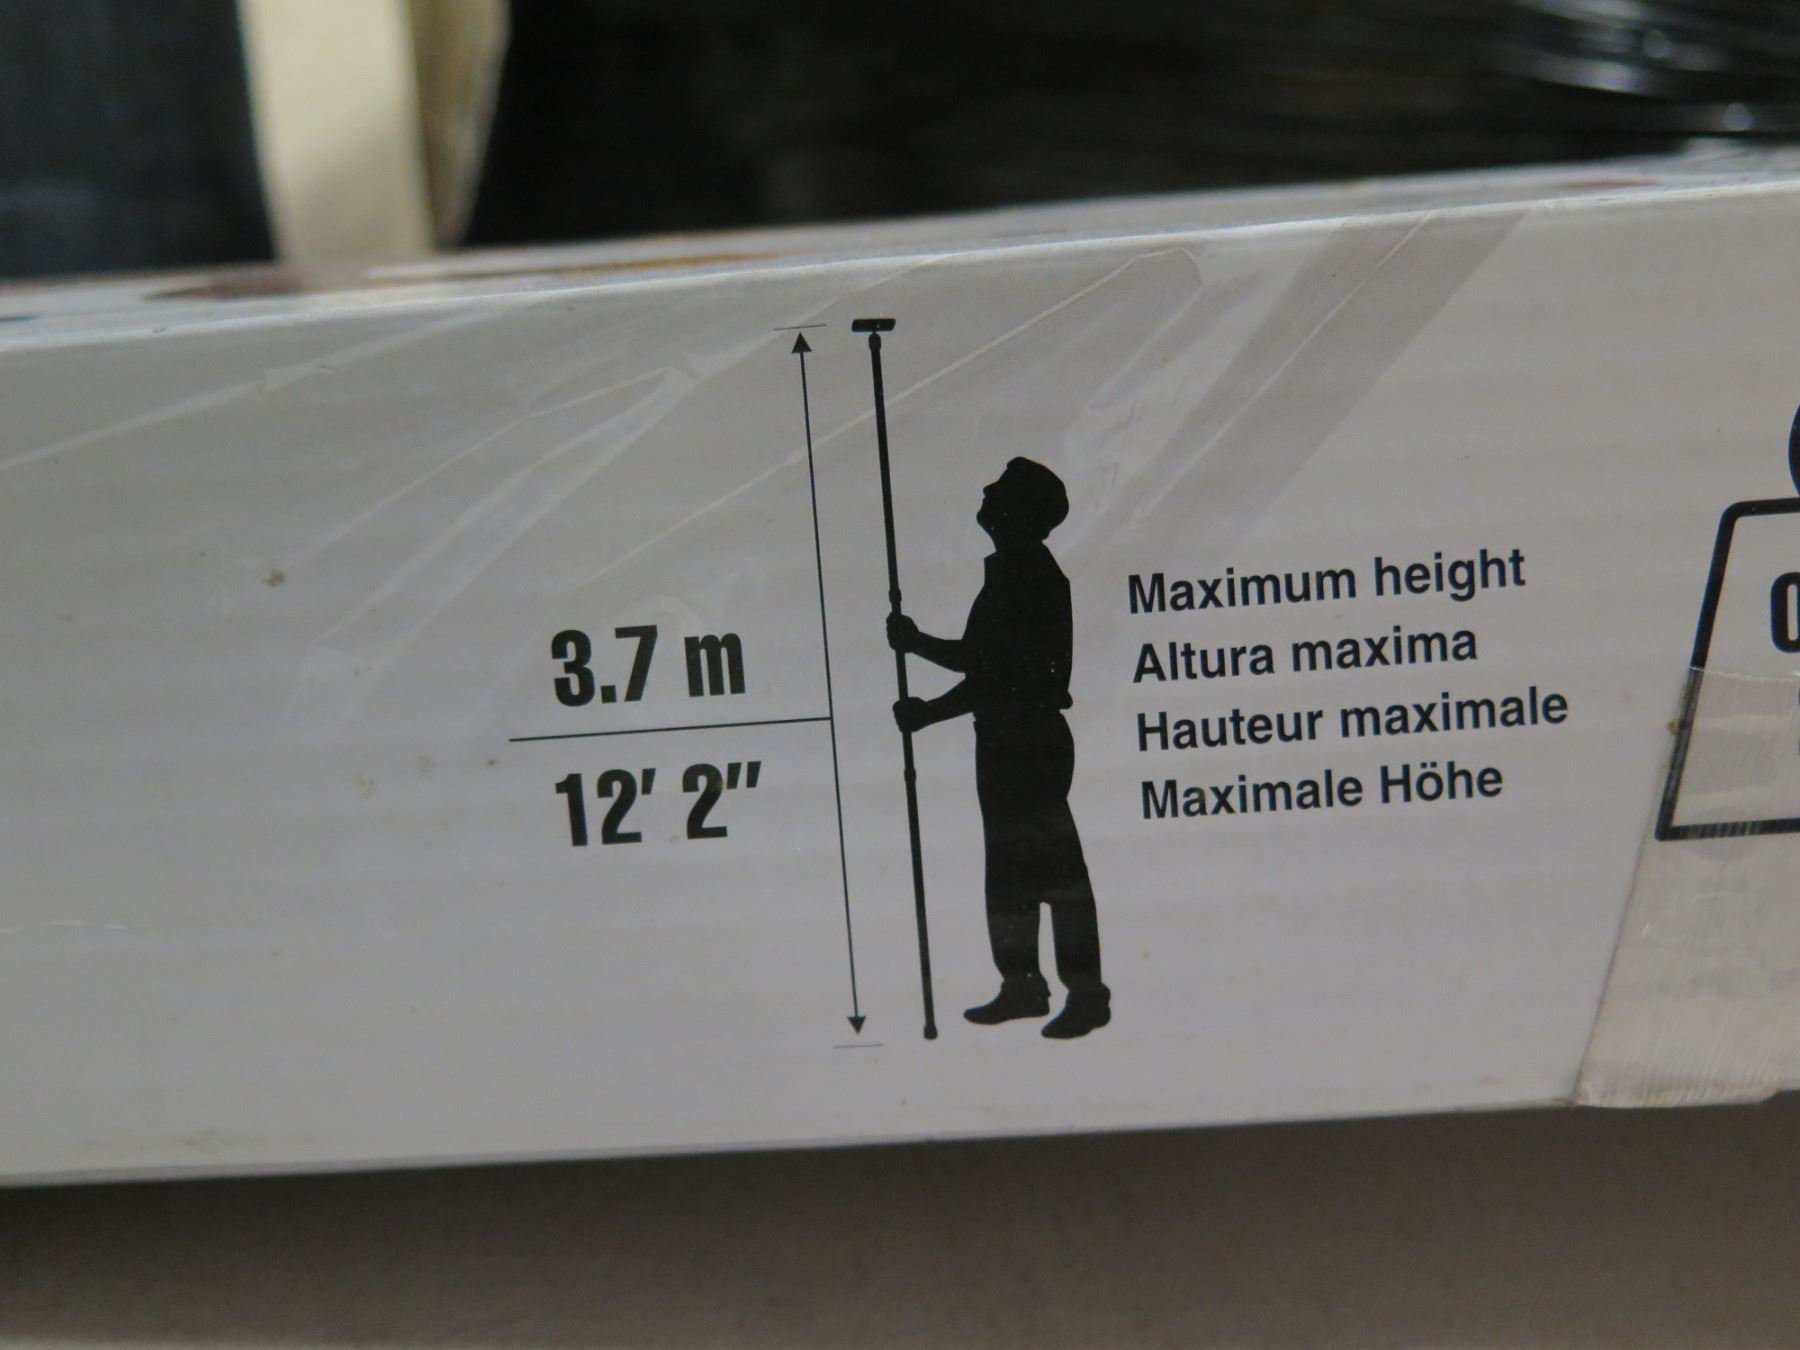 3.7 m
12' 2"
Maximum height
Altura maxima
Hauteur maximale
Maximale Höhe